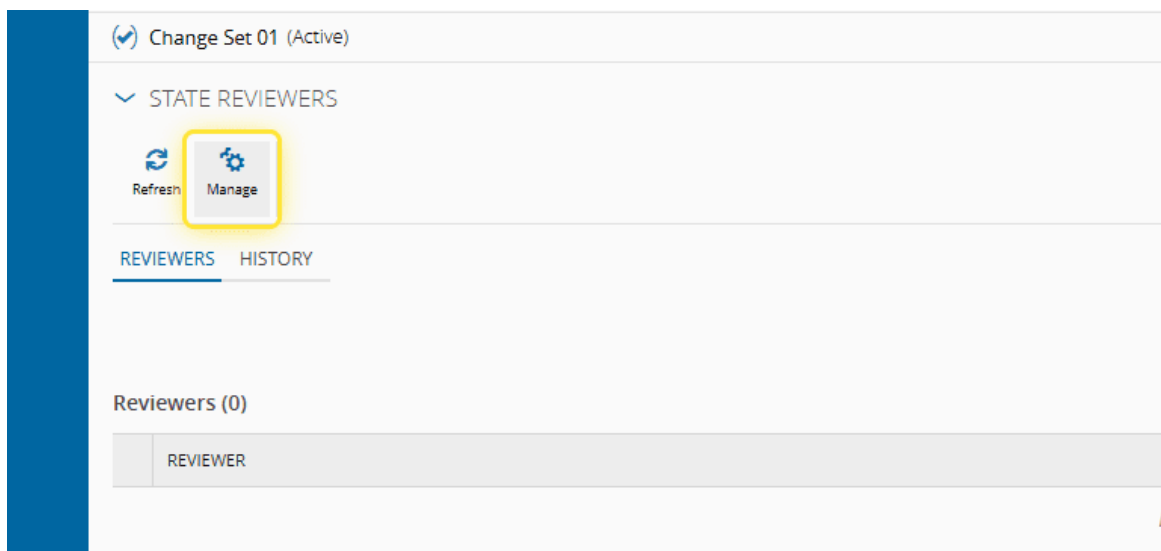 Change Set 01 (Active)
STATE REVIEWERS
Refresh Manage
REVIEWERS HISTORY
Reviewers (0)
REVIEWER